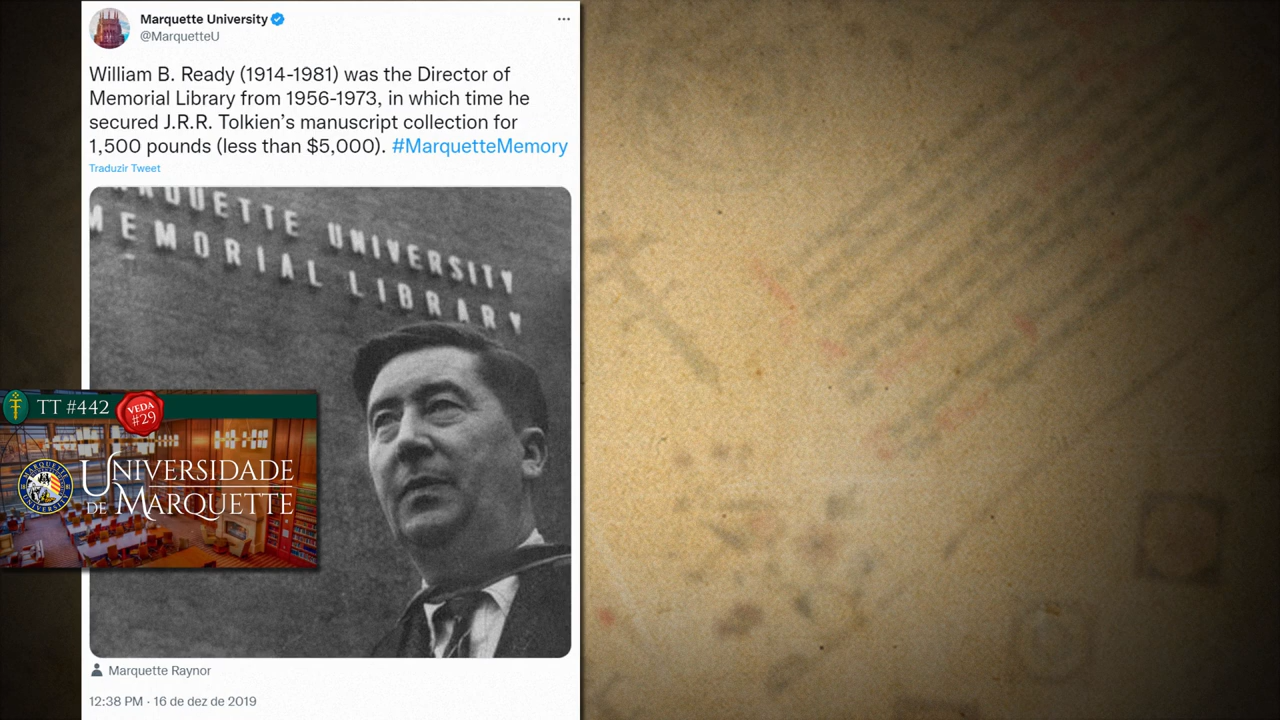 Marquette University
@MarquetteU
William B. Ready (1914-1981) was the Director of
Memorial Library from 1956-1973, in which time he
secured J.R.R. Tolkien’s manuscript collection for
1,500 pounds (less than $5,000). #MarquetteMemory
Traduzir Tweet
MARQUETTE UNIVERSITY
MEMORIAL LIBRARY
TT #442
VEDA
#29
UNIVERSIDADE
DE MARQUETTE
MARQUETTE
UNIVERSITY
Marquette Raynor
12:38 PM · 16 de dez de 2019